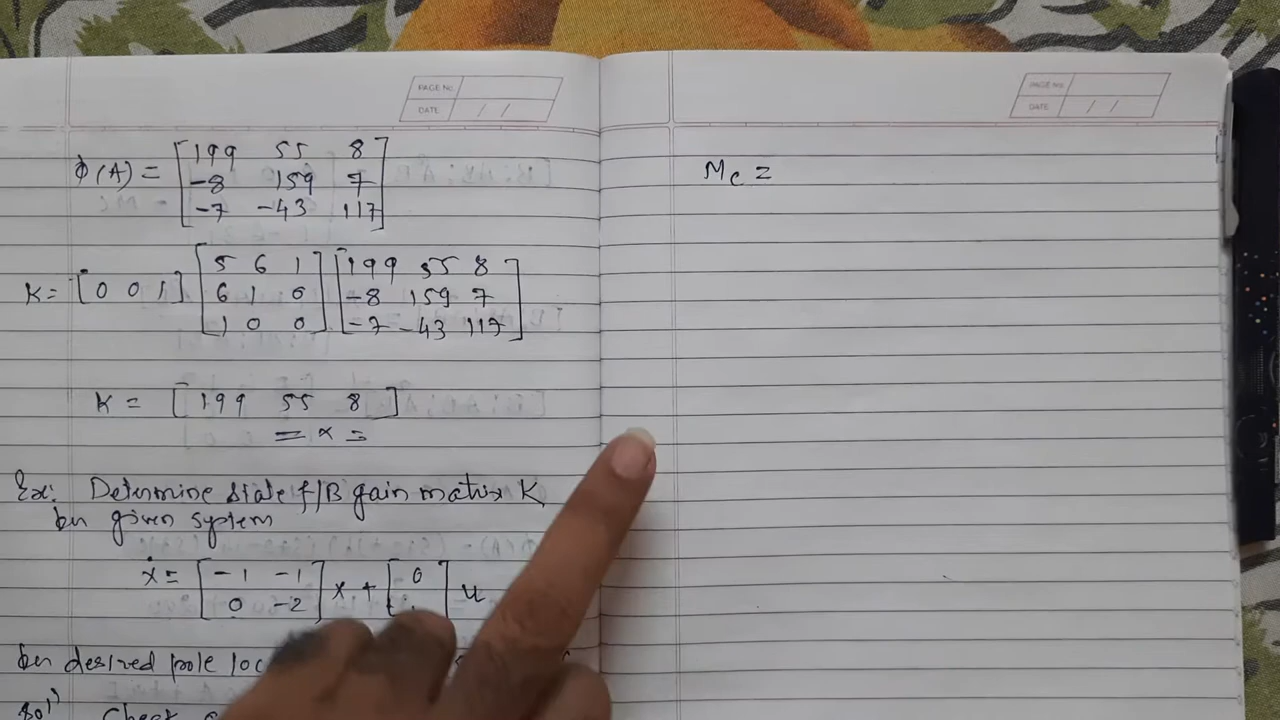 PAGE No.
DATE / /
φ(A) = [199 55 8
-8 159 7
-7 -43 117]
K = [0 0 1] [5 6 1 [199 55 8
6 1 0 -8 159 7
1 0 0] -7 -43 117]
K = [199 55 8]
= x =
Ex: Determine state f/B gain matrix K
for given system
ẋ = [-1 -1 x + [0 u
0 -2]
for desired pole
Sol")
PAGE No.
DATE / /
Mc =